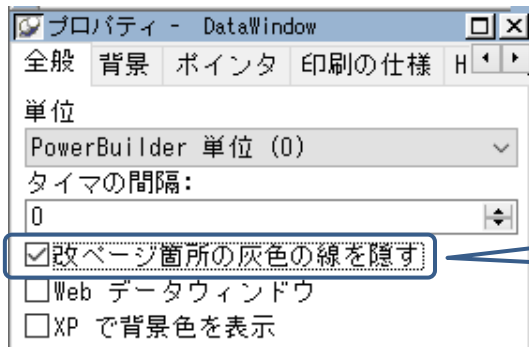 プロパティ - DataWindow
全般 背景 ポインタ 印刷の仕様 H
単位
PowerBuilder 単位 (0)
タイマの間隔:
0
改ページ箇所の灰色の線を隠す
Web データウィンドウ
XP で背景色を表示